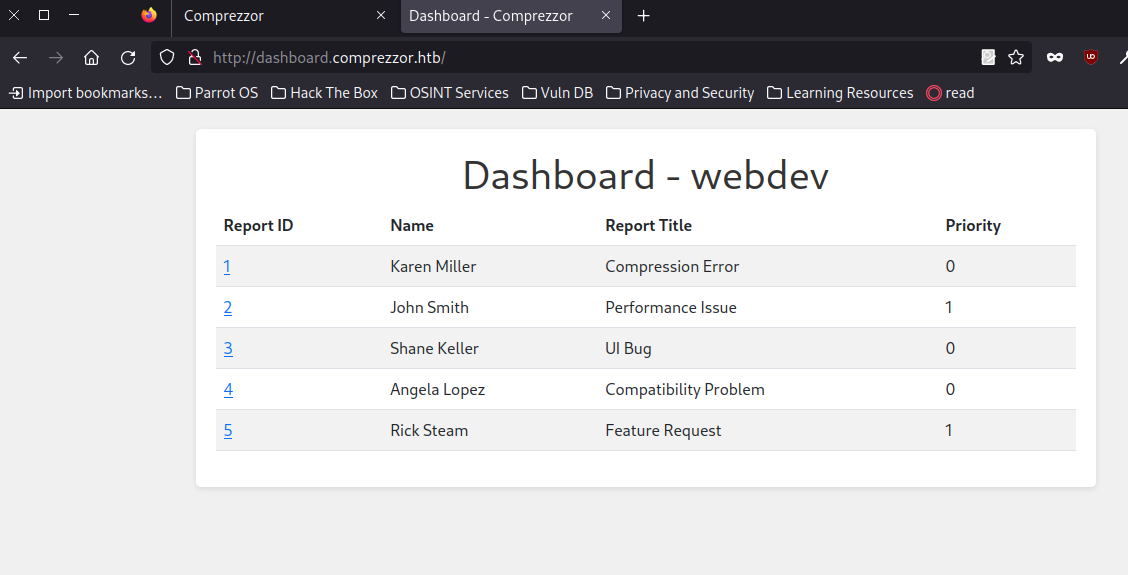 Comprezzor
Dashboard - Comprezzor
http://dashboard.comprezzor.htb/
Import bookmarks... Parrot OS Hack The Box OSINT Services Vuln DB Privacy and Security Learning Resources read
Dashboard - webdev
Report ID Name Report Title Priority
1 Karen Miller Compression Error 0
2 John Smith Performance Issue 1
3 Shane Keller UI Bug 0
4 Angela Lopez Compatibility Problem 0
5 Rick Steam Feature Request 1